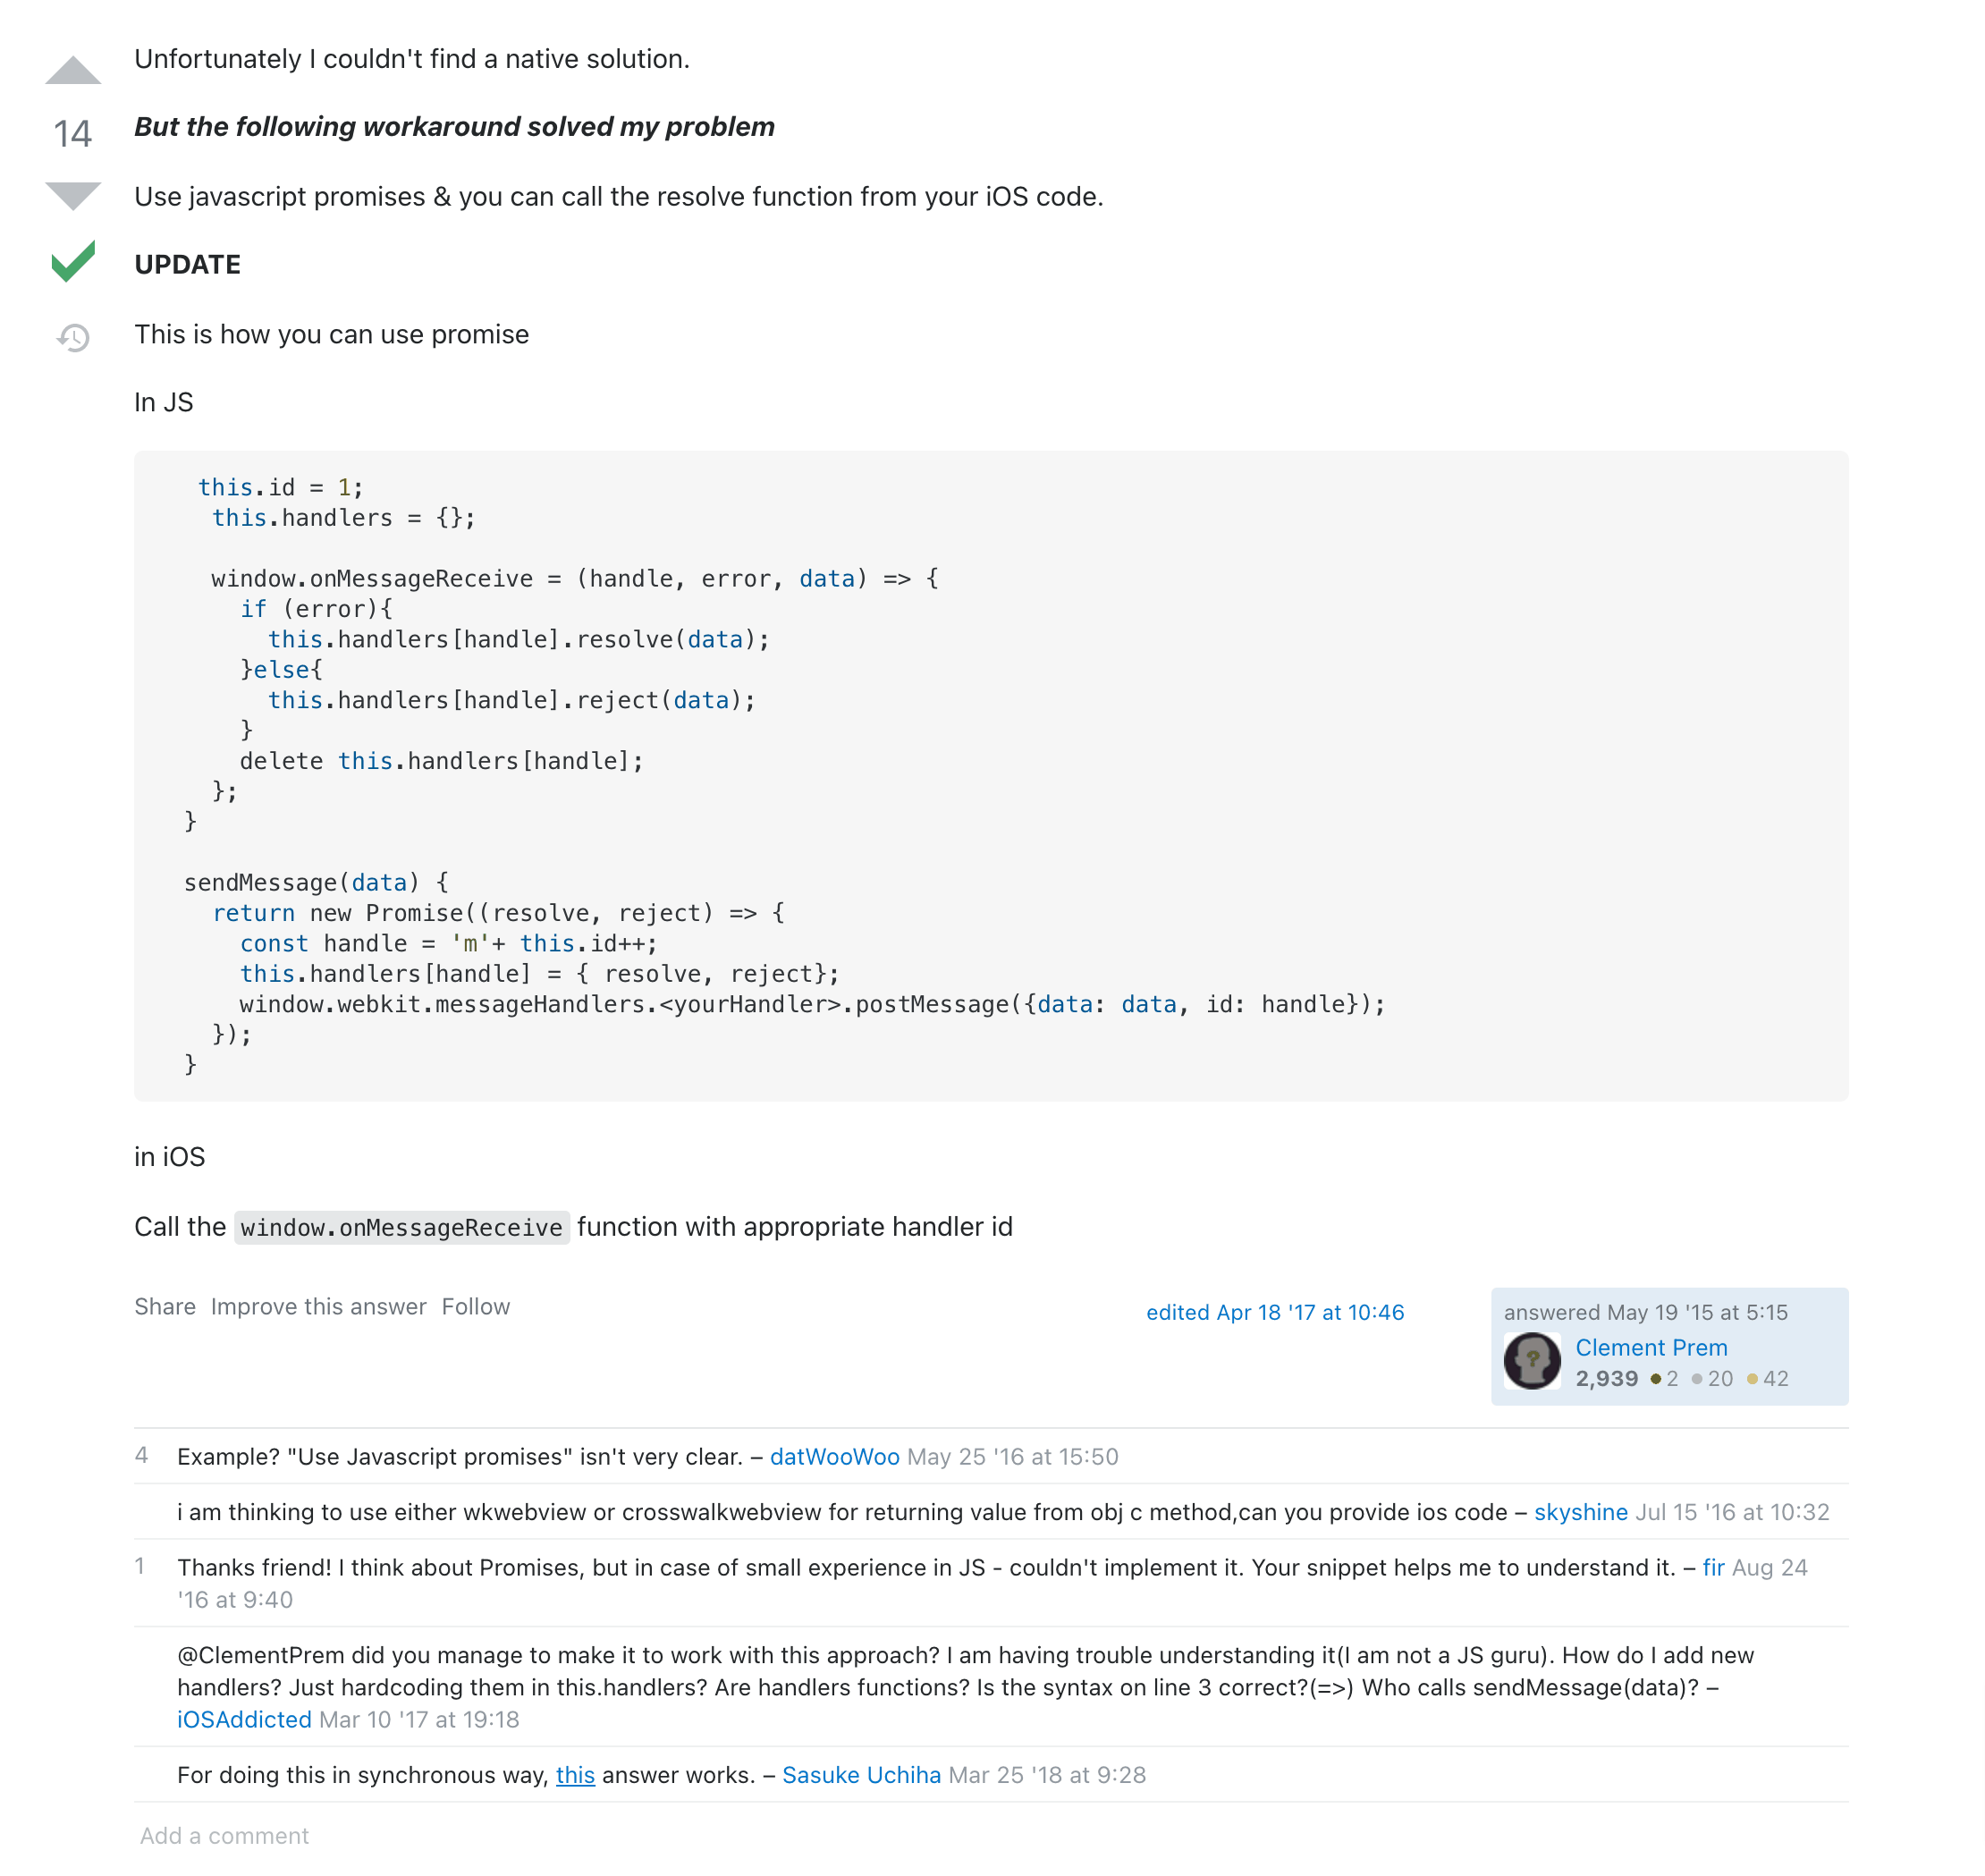 Unfortunately I couldn't find a native solution.
14
But the following workaround solved my problem
Use javascript promises & you can call the resolve function from your iOS code.
UPDATE
This is how you can use promise
In JS
this.id = 1;
this.handlers = {};
window.onMessageReceive = (handle, error, data) => {
if (error){
this.handlers[handle].resolve(data);
}else{
this.handlers[handle].reject(data);
}
delete this.handlers[handle];
};
}
sendMessage(data) {
return new Promise((resolve, reject) => {
const handle = 'm'+ this.id++;
this.handlers[handle] = { resolve, reject};
window.webkit.messageHandlers.<yourHandler>.postMessage({data: data, id: handle});
});
}
in iOS
Call the window.onMessageReceive function with appropriate handler id
Share Improve this answer Follow
edited Apr 18 '17 at 10:46
answered May 19 '15 at 5:15
Clement Prem
2,939 ●2 ●20 ●42
4 Example? "Use Javascript promises" isn't very clear. – datWooWoo May 25 '16 at 15:50
i am thinking to use either wkwebview or crosswalkwebview for returning value from obj c method,can you provide ios code – skyshine Jul 15 '16 at 10:32
1 Thanks friend! I think about Promises, but in case of small experience in JS - couldn't implement it. Your snippet helps me to understand it. – fir Aug 24
'16 at 9:40
@ClementPrem did you manage to make it to work with this approach? I am having trouble understanding it(I am not a JS guru). How do I add new
handlers? Just hardcoding them in this.handlers? Are handlers functions? Is the syntax on line 3 correct?(=>) Who calls sendMessage(data)? –
iOSAddicted Mar 10 '17 at 19:18
For doing this in synchronous way, this answer works. – Sasuke Uchiha Mar 25 '18 at 9:28
Add a comment